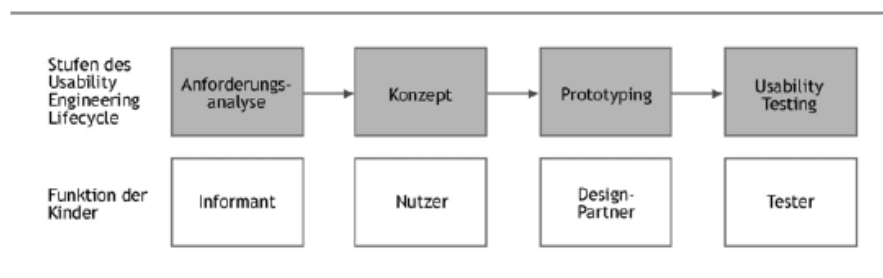 Stufen des
Usability
Engineering
Lifecycle
Anforderungs-
analyse
Konzept
Prototyping
Usability
Testing
Funktion der
Kinder
Informant
Nutzer
Design-
Partner
Tester